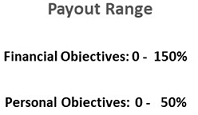 Payout Range
Financial Objectives: 0 - 150%
Personal Objectives: 0 - 50%